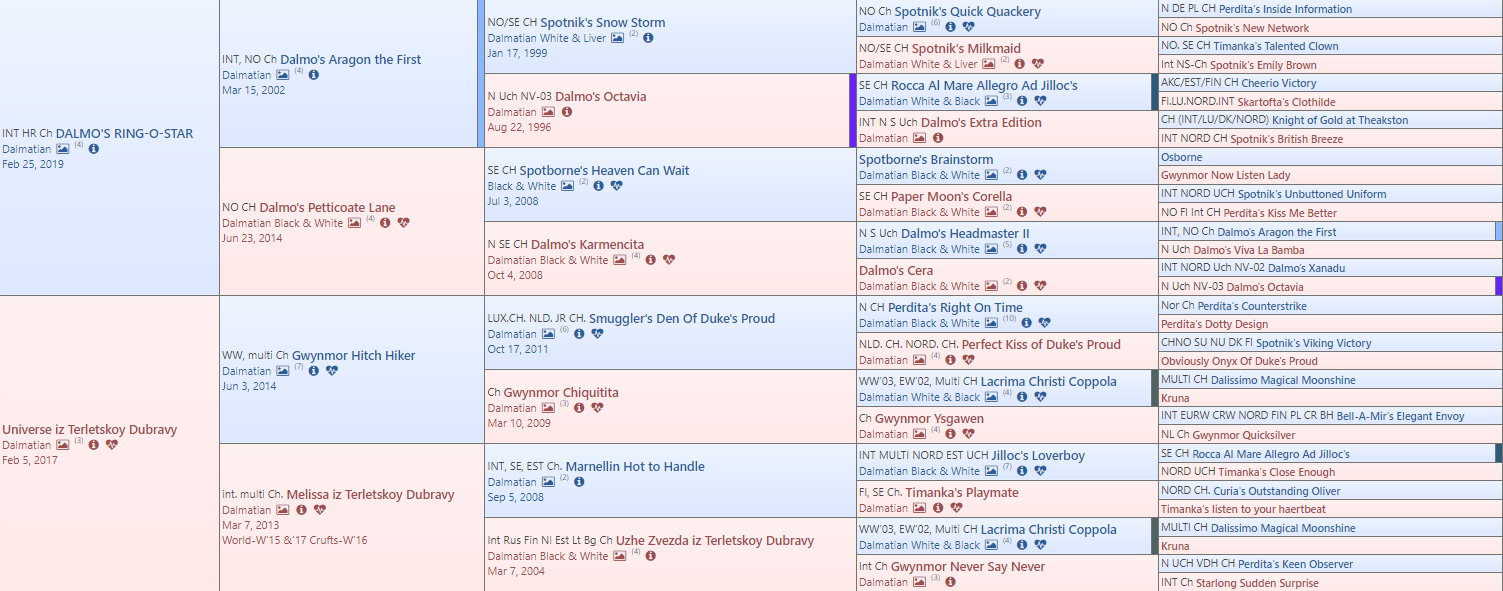 INT HR Ch DALMO'S RING-O-STAR
Dalmatian (4)
Feb 25, 2019
Universe iz Terletskoy Dubravy
Dalmatian (3)
Feb 5, 2017
INT, NO Ch Dalmo's Aragon the First
Dalmatian (4)
Mar 15, 2002
NO CH Dalmo's Petticoate Lane
Dalmatian Black & White (4)
Jun 23, 2014
WW, multi Ch Gwynmor Hitch Hiker
Dalmatian (7)
Jun 3, 2014
int. multi Ch. Melissa iz Terletskoy Dubravy
Dalmatian
Mar 7, 2013
World-W'15 &'17 Crufts-W'16
NO/SE CH Spotnik's Snow Storm
Dalmatian White & Liver (2)
Jan 17, 1999
N Uch NV-03 Dalmo's Octavia
Dalmatian
Aug 22, 1996
SE CH Spotborne's Heaven Can Wait
Black & White (2)
Jul 3, 2008
N SE CH Dalmo's Karmencita
Dalmatian Black & White (4)
Oct 4, 2008
LUX.CH. NLD. JR CH. Smuggler's Den Of Duke's Proud
Dalmatian (6)
Oct 17, 2011
Ch Gwynmor Chiquitita
Dalmatian (3)
Mar 10, 2009
INT, SE, EST Ch. Marnellin Hot to Handle
Dalmatian (2)
Sep 5, 2008
Int Rus Fin Nl Est Lt Bg Ch Uzhe Zvezda iz Terletskoy Dubravy
Dalmatian Black & White (4)
Mar 7, 2004
NO CH Spotnik's Quick Quackery
Dalmatian (6)
NO/SE CH Spotnik's Milkmaid
Dalmatian White & Liver (2)
SE CH Rocca Al Mare Allegro Ad Jilloc's
Dalmatian White & Black (3)
INT N S Uch Dalmo's Extra Edition
Dalmatian
Spotborne's Brainstorm
Dalmatian Black & White (2)
SE CH Paper Moon's Corella
Dalmatian Black & White (2)
N S Uch Dalmo's Headmaster II
Dalmatian Black & White (5)
Dalmo's Cera
Dalmatian Black & White (2)
N CH Perdita's Right On Time
Dalmatian Black & White (10)
NLD. CH. NORD. CH. Perfect Kiss of Duke's Proud
Dalmatian (4)
WW'03, EW'02, Multi CH Lacrima Christi Coppola
Dalmatian White & Black (4)
Ch Gwynmor Ysgawen
Dalmatian (4)
INT MULTI NORD EST UCH Jilloc's Loverboy
Dalmatian Black & White (7)
FI, SE Ch. Timanka's Playmate
Dalmatian
WW'03, EW'02, Multi CH Lacrima Christi Coppola
Dalmatian White & Black (4)
Int Ch Gwynmor Never Say Never
Dalmatian (3)
N DE PL CH Perdita's Inside Information
NO Ch Spotnik's New Network
NO. SE CH Timanka's Talented Clown
Int NS-Ch Spotnik's Emily Brown
AKC/EST/FIN CH Cheerio Victory
FI.LU.NORD.INT Skartofta's Clothilde
CH (INT/LU/DK/NORD) Knight of Gold at Theakston
INT NORD CH Spotnik's British Breeze
Osborne
Gwynmor Now Listen Lady
INT NORD UCH Spotnik's Unbuttoned Uniform
NO FI Int CH Perdita's Kiss Me Better
INT, NO Ch Dalmo's Aragon the First
N Uch Dalmo's Viva La Bamba
INT NORD Uch NV-02 Dalmo's Xanadu
N Uch NV-03 Dalmo's Octavia
Nor Ch Perdita's Counterstrike
Perdita's Dotty Design
CHNO SU NU DK FI Spotnik's Viking Victory
Obviously Onyx Of Duke's Proud
MULTI CH Dalissimo Magical Moonshine
Kruna
INT EURW CRW NORD FIN PL CR BH Bell-A-Mir's Elegant Envoy
NL Ch Gwynmor Quicksilver
SE CH Rocca Al Mare Allegro Ad Jilloc's
NORD UCH Timanka's Close Enough
NORD CH. Curia's Outstanding Oliver
Timanka's listen to your haertbeat
MULTI CH Dalissimo Magical Moonshine
Kruna
N UCH VDH CH Perdita's Keen Observer
INT Ch Starlong Sudden Surprise